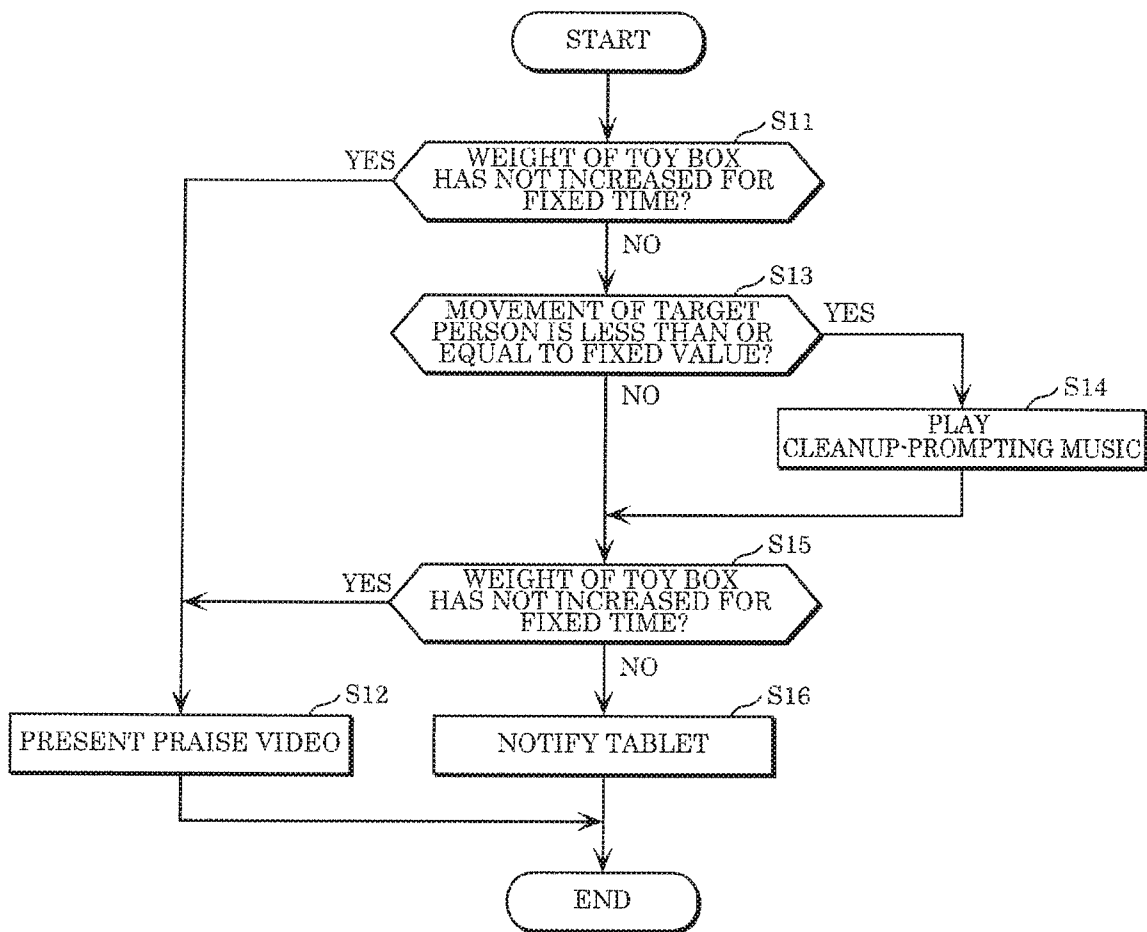 START
S11
YES
WEIGHT OF TOY BOX
HAS NOT INCREASED FOR
FIXED TIME?
NO
S13
MOVEMENT OF TARGET
PERSON IS LESS THAN OR
EQUAL TO FIXED VALUE?
YES
NO
S14
PLAY
CLEANUP-PROMPTING MUSIC
S15
YES
WEIGHT OF TOY BOX
HAS NOT INCREASED FOR
FIXED TIME?
NO
S12
PRESENT PRAISE VIDEO
S16
NOTIFY TABLET
END